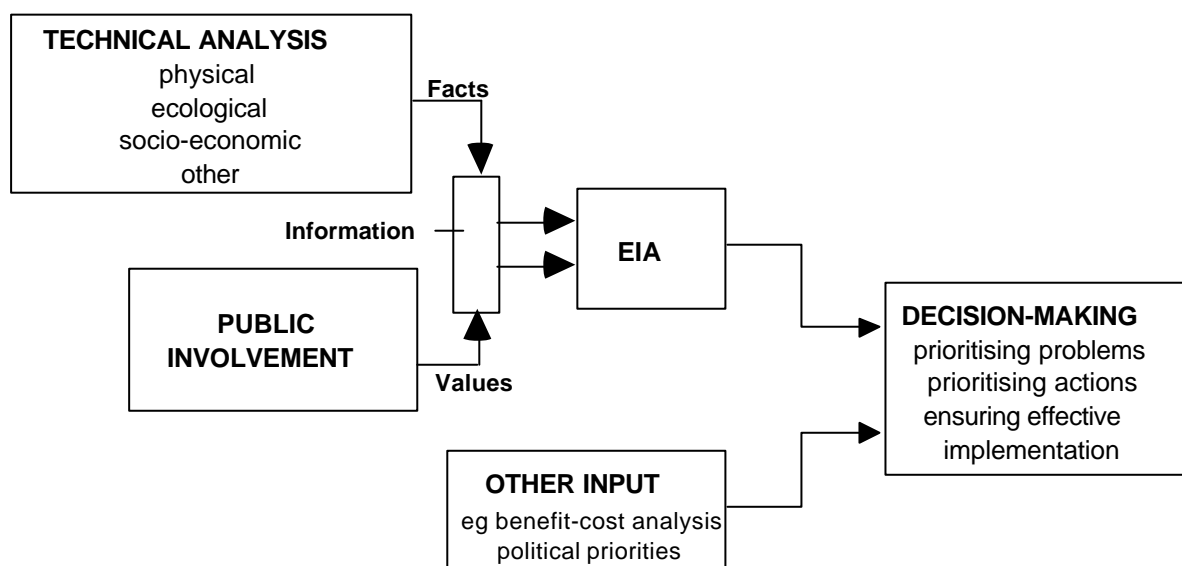 TECHNICAL ANALYSIS
physical
ecological
socio-economic
other
Facts
Information
EIA
PUBLIC
INVOLVEMENT
Values
DECISION-MAKING
prioritising problems
prioritising actions
ensuring effective
implementation
OTHER INPUT
eg benefit-cost analysis
political priorities